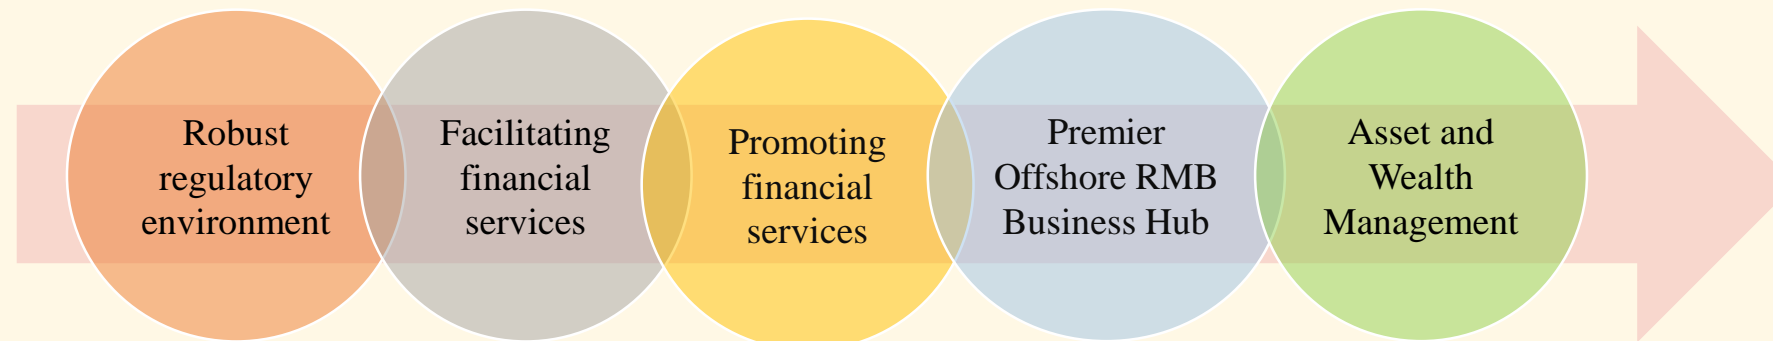 Robust
regulatory
environment
Facilitating
financial
services
Promoting
financial
services
Premier
Offshore RMB
Business Hub
Asset and
Wealth
Management